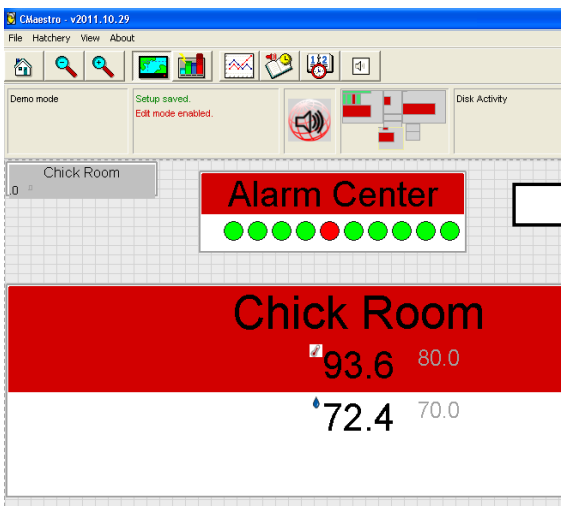 CMaestro - v2011.10.29
File Hatchery View About
Demo mode
Setup saved.
Edit mode enabled.
Disk Activity
Chick Room
.0
Alarm Center
Chick Room
93.6 80.0
72.4 70.0